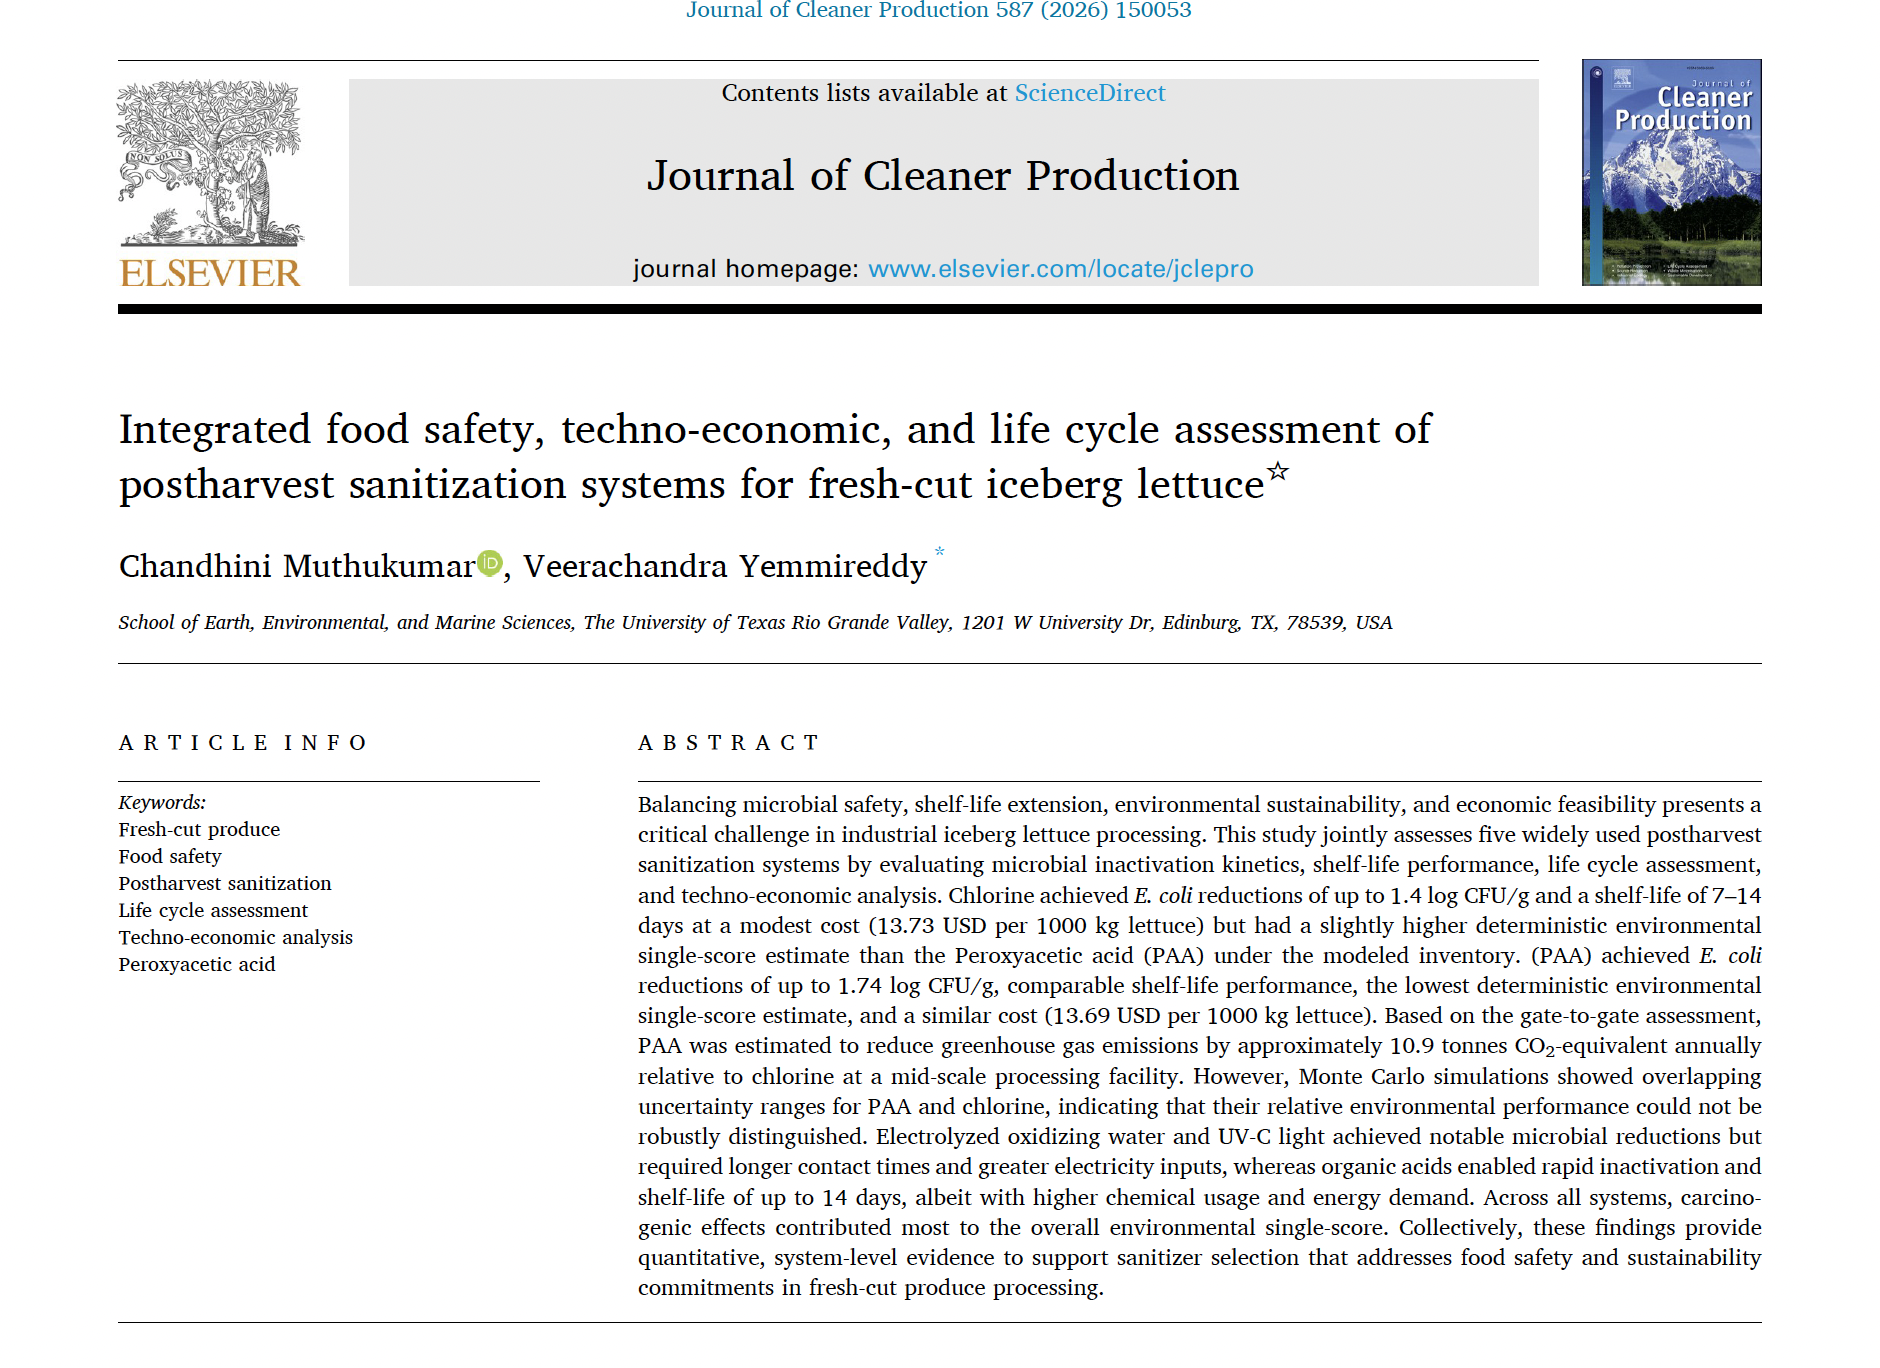 Journal of Cleaner Production 587 (2026) 150053
Contents lists available at ScienceDirect
Journal of Cleaner Production
journal homepage: www.elsevier.com/locate/jclepro
NON SOLUS
ELSEVIER
Journal of
Cleaner
Production
Integrated food safety, techno-economic, and life cycle assessment of
postharvest sanitization systems for fresh-cut iceberg lettuce☆
Chandhini Muthukumar iD, Veerachandra Yemmireddy *
School of Earth, Environmental, and Marine Sciences, The University of Texas Rio Grande Valley, 1201 W University Dr, Edinburg, TX, 78539, USA
ARTICLE INFO
Keywords:
Fresh-cut produce
Food safety
Postharvest sanitization
Life cycle assessment
Techno-economic analysis
Peroxyacetic acid
ABSTRACT
Balancing microbial safety, shelf-life extension, environmental sustainability, and economic feasibility presents a
critical challenge in industrial iceberg lettuce processing. This study jointly assesses five widely used postharvest
sanitization systems by evaluating microbial inactivation kinetics, shelf-life performance, life cycle assessment,
and techno-economic analysis. Chlorine achieved E. coli reductions of up to 1.4 log CFU/g and a shelf-life of 7–14
days at a modest cost (13.73 USD per 1000 kg lettuce) but had a slightly higher deterministic environmental
single-score estimate than the Peroxyacetic acid (PAA) under the modeled inventory. (PAA) achieved E. coli
reductions of up to 1.74 log CFU/g, comparable shelf-life performance, the lowest deterministic environmental
single-score estimate, and a similar cost (13.69 USD per 1000 kg lettuce). Based on the gate-to-gate assessment,
PAA was estimated to reduce greenhouse gas emissions by approximately 10.9 tonnes CO₂-equivalent annually
relative to chlorine at a mid-scale processing facility. However, Monte Carlo simulations showed overlapping
uncertainty ranges for PAA and chlorine, indicating that their relative environmental performance could not be
robustly distinguished. Electrolyzed oxidizing water and UV-C light achieved notable microbial reductions but
required longer contact times and greater electricity inputs, whereas organic acids enabled rapid inactivation and
shelf-life of up to 14 days, albeit with higher chemical usage and energy demand. Across all systems, carcino-
genic effects contributed most to the overall environmental single-score. Collectively, these findings provide
quantitative, system-level evidence to support sanitizer selection that addresses food safety and sustainability
commitments in fresh-cut produce processing.